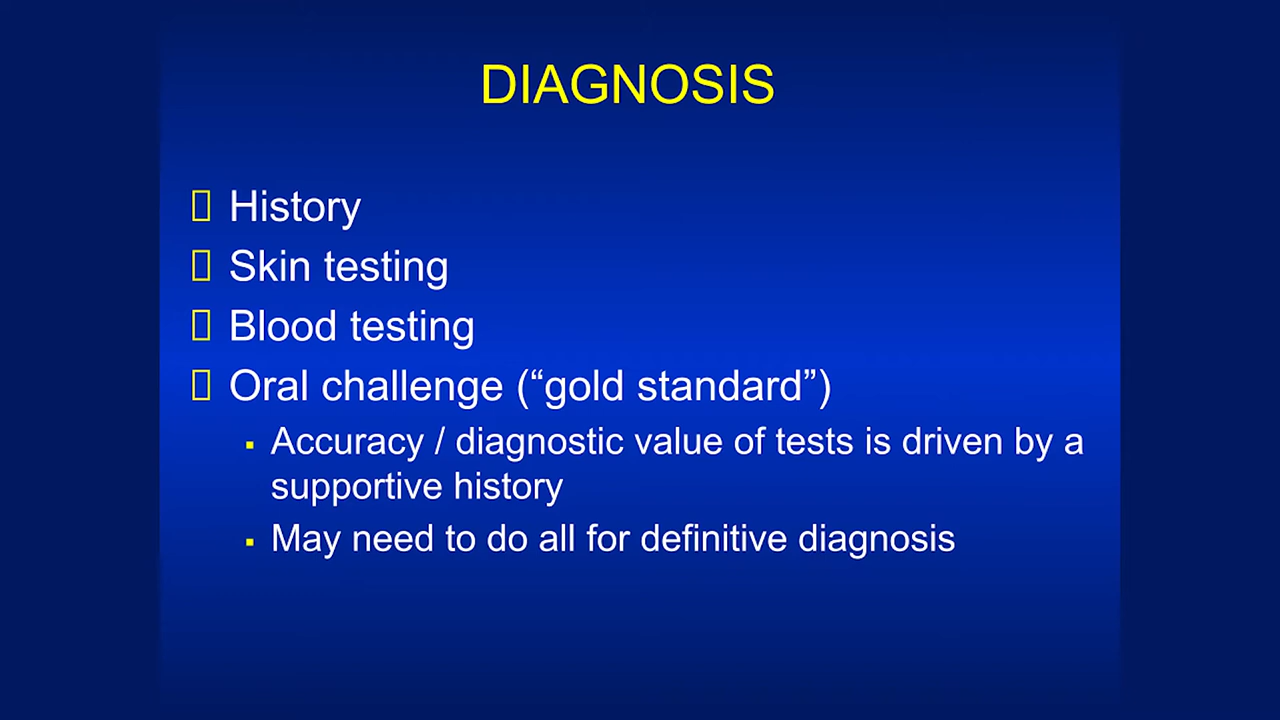 DIAGNOSIS
History
Skin testing
Blood testing
Oral challenge (“gold standard”)
Accuracy / diagnostic value of tests is driven by a
supportive history
May need to do all for definitive diagnosis